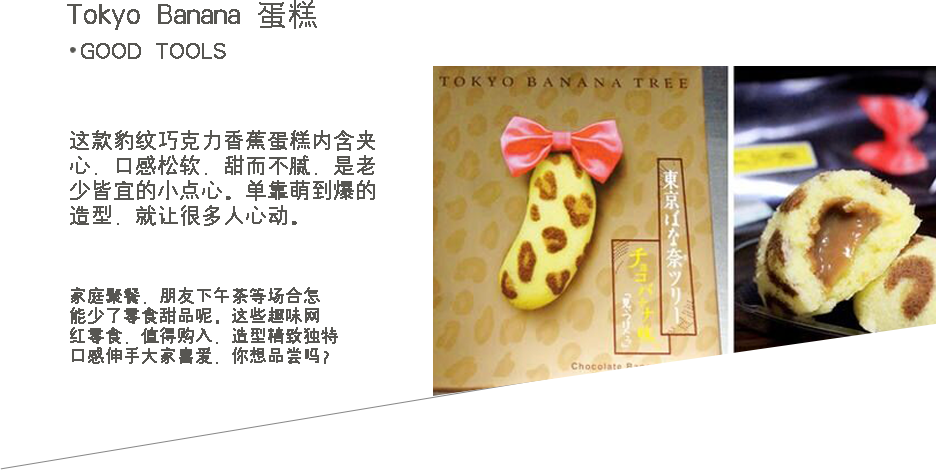 Tokyo Banana 蛋糕
•GOOD TOOLS
这款豹纹巧克力香蕉蛋糕内含夹
心，口感松软，甜而不腻，是老
少皆宜的小点心。单靠萌到爆的
造型，就让很多人心动。
家庭聚餐，朋友下午茶等场合怎
能少了零食甜品呢，这些趣味网
红零食，值得购入，造型精致独特
口感伸手大家喜爱，你想品尝吗?
TOKYO BANANA TREE
東京ばな奈ツリー
チョコバナナ味
「見ぃつけたっ」
Chocolate Ba